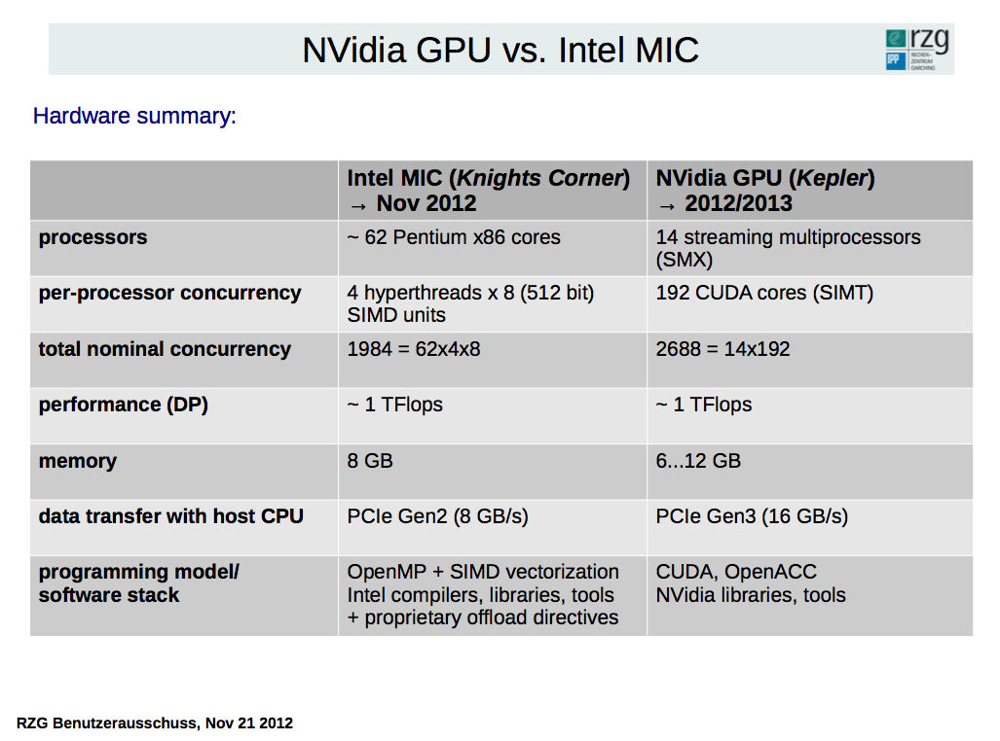 NVidia GPU vs. Intel MIC
rzg
IPP
RECHEN-
ZENTRUM
GARCHING
Hardware summary:
Intel MIC (Knights Corner)
→ Nov 2012
NVidia GPU (Kepler)
→ 2012/2013
processors
~ 62 Pentium x86 cores
14 streaming multiprocessors
(SMX)
per-processor concurrency
4 hyperthreads x 8 (512 bit)
SIMD units
192 CUDA cores (SIMT)
total nominal concurrency
1984 = 62x4x8
2688 = 14x192
performance (DP)
~ 1 TFlops
~ 1 TFlops
memory
8 GB
6...12 GB
data transfer with host CPU
PCIe Gen2 (8 GB/s)
PCIe Gen3 (16 GB/s)
programming model/
software stack
OpenMP + SIMD vectorization
Intel compilers, libraries, tools
+ proprietary offload directives
CUDA, OpenACC
NVidia libraries, tools
RZG Benutzerausschuss, Nov 21 2012